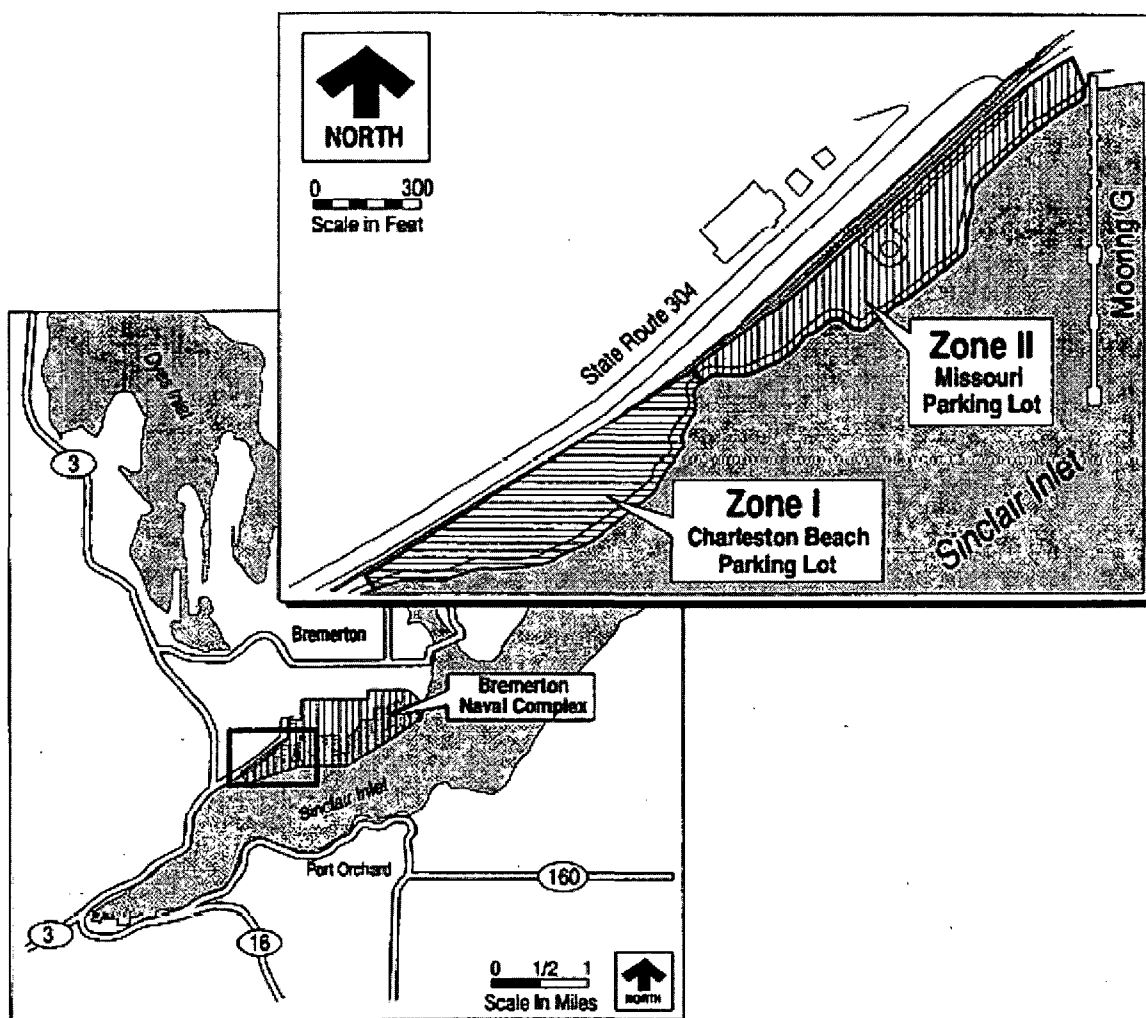 NORTH
0 300
Scale in Feet
State Route 304
Mooring G
Zone II
Missouri
Parking Lot
Zone I
Charleston Beach
Parking Lot
Sinclair Inlet
Dyes Inlet
3
Bremerton
Bremerton
Naval Complex
Sinclair Inlet
Port Orchard
160
3
16
0 1/2 1
Scale In Miles
NORTH